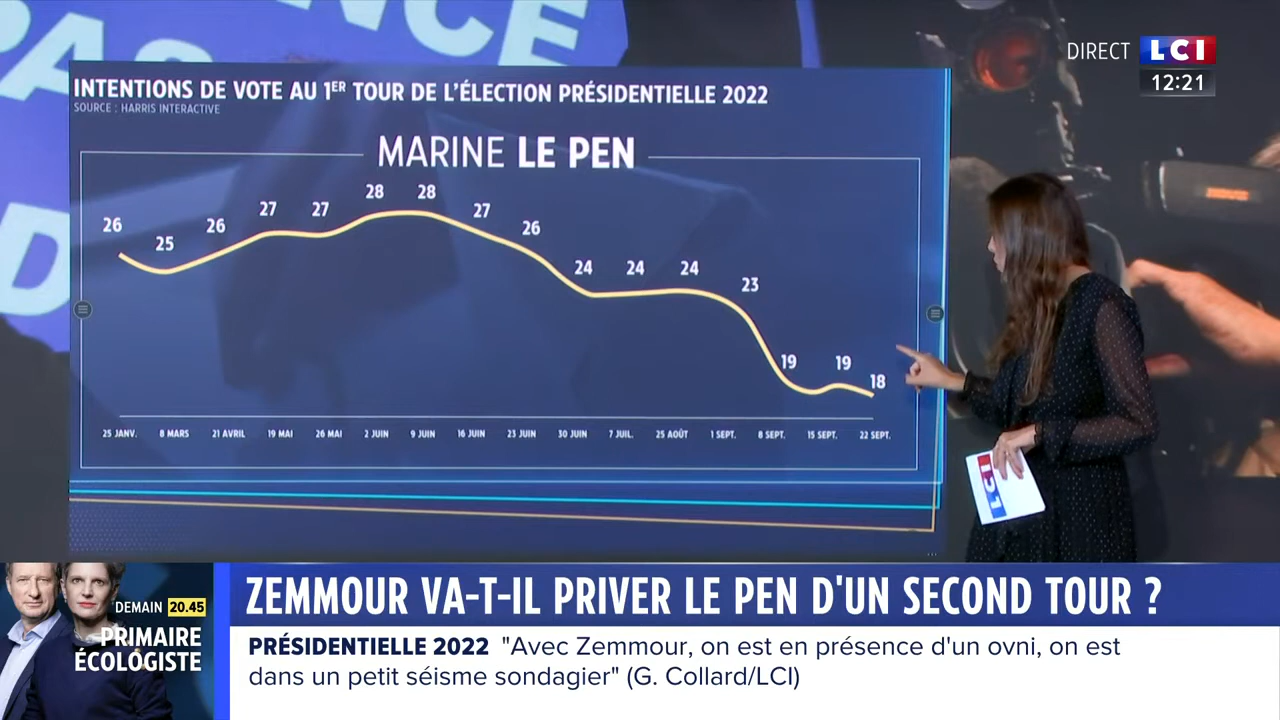 DIRECT LCI
12:21
INTENTIONS DE VOTE AU 1ER TOUR DE L'ÉLECTION PRÉSIDENTIELLE 2022
SOURCE : HARRIS INTERACTIVE
MARINE LE PEN
26 25 26 27 27 28 28 27 26 24 24 24 23 19 19 18
25 JANV. 8 MARS 21 AVRIL 19 MAI 26 MAI 2 JUIN 9 JUIN 16 JUIN 23 JUIN 30 JUIN 7 JUIL. 25 AOÛT 1 SEPT. 8 SEPT. 15 SEPT. 22 SEPT.
LCI
DEMAIN 20.45
PRIMAIRE
ÉCOLOGISTE
ZEMMOUR VA-T-IL PRIVER LE PEN D'UN SECOND TOUR ?
PRÉSIDENTIELLE 2022 "Avec Zemmour, on est en présence d'un ovni, on est
dans un petit séisme sondagier" (G. Collard/LCI)